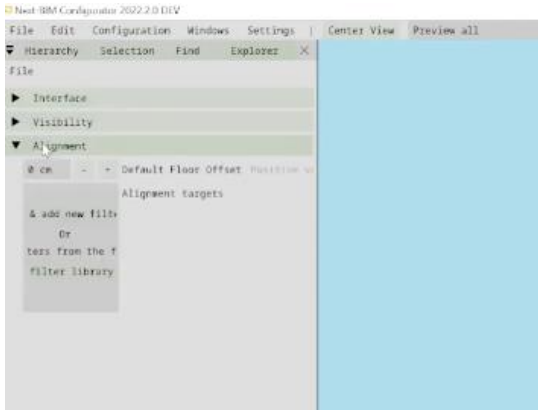 Next-BIM Configurator 2022.2.0 DEV
File Edit Configuration Windows Settings | Center View Preview all
Hierarchy Selection Find Explorer ×
File
Interface
Visibility
Alignment
0 cm - + Default Floor Offset
Alignment targets
& add new filt
Or
ters from the f
filter library